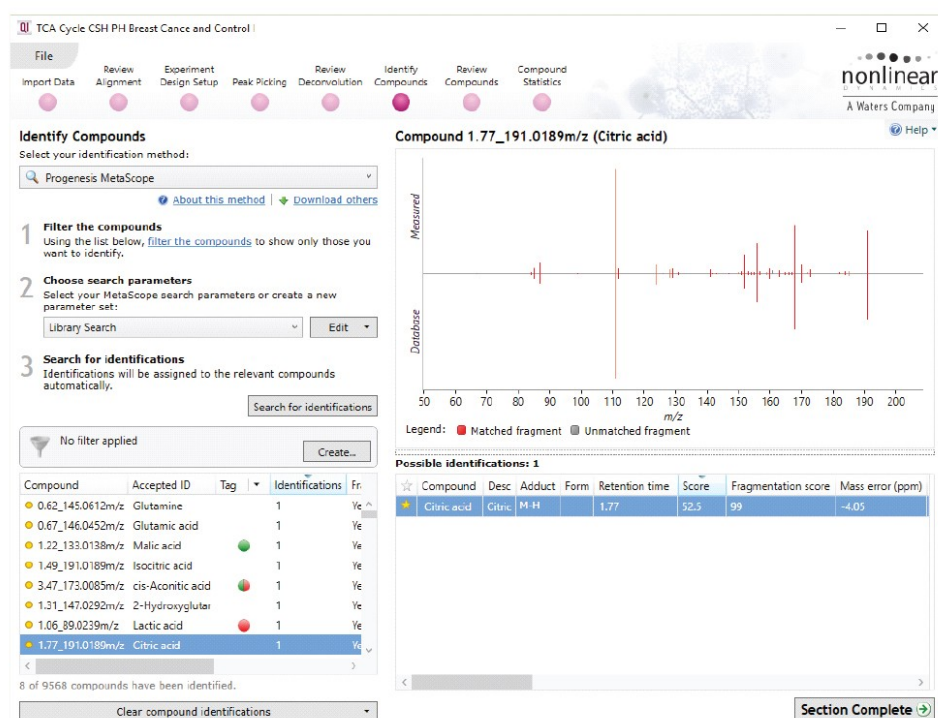 TCA Cycle CSH PH Breast Cance and Control
File
Import Data
Review Alignment
Experiment Design Setup
Peak Picking
Review Deconvolution
Identify Compounds
Review Compounds
Compound Statistics
nonlinear
DYNAMICS
A Waters Company
Help
Identify Compounds
Select your identification method:
Progenesis MetaScope
About this method | Download others
1 Filter the compounds
Using the list below, filter the compounds to show only those you
want to identify.
2 Choose search parameters
Select your MetaScope search parameters or create a new
parameter set:
Library Search Edit
3 Search for identifications
Identifications will be assigned to the relevant compounds
automatically.
Search for identifications
No filter applied
Create...
Compound Accepted ID Tag Identifications Fr
0.62_145.0612m/z Glutamine 1 Ye
0.67_146.0452m/z Glutamic acid 1 Ye
1.22_133.0138m/z Malic acid 1 Ye
1.49_191.0189m/z Isocitric acid 1 Ye
3.47_173.0085m/z cis-Aconitic acid 1 Ye
1.31_147.0292m/z 2-Hydroxyglutar 1 Ye
1.06_89.0239m/z Lactic acid 1 Ye
1.77_191.0189m/z Citric acid 1 Ye
8 of 9568 compounds have been identified.
Clear compound identifications
Compound 1.77_191.0189m/z (Citric acid)
Measured
Database
50 60 70 80 90 100 110 120 130 140 150 160 170 180 190 200
m/z
Legend: Matched fragment Unmatched fragment
Possible identifications: 1
Compound Desc Adduct Form Retention time Score Fragmentation score Mass error (ppm)
Citric acid Citric M-H 1.77 52.5 99 -4.05
Section Complete